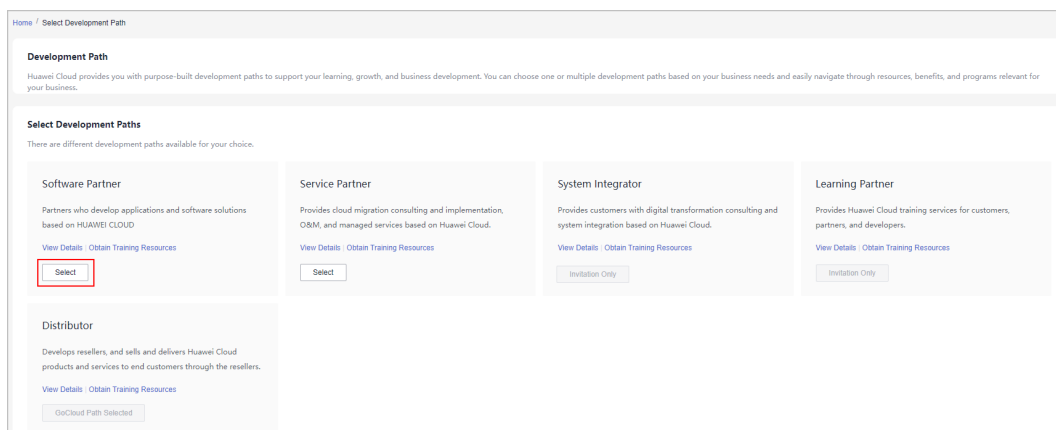 Home / Select Development Path
Development Path
Huawei Cloud provides you with purpose-built development paths to support your learning, growth, and business development. You can choose one or multiple development paths based on your business needs and easily navigate through resources, benefits, and programs relevant for
your business.
Select Development Paths
There are different development paths available for your choice.
Software Partner
Partners who develop applications and software solutions
based on HUAWEI CLOUD
View Details | Obtain Training Resources
Select
Service Partner
Provides cloud migration consulting and implementation,
O&M, and managed services based on Huawei Cloud.
View Details | Obtain Training Resources
Select
System Integrator
Provides customers with digital transformation consulting and
system integration based on Huawei Cloud.
View Details | Obtain Training Resources
Invitation Only
Learning Partner
Provides Huawei Cloud training services for customers,
partners, and developers.
View Details | Obtain Training Resources
Invitation Only
Distributor
Develops resellers, and sells and delivers Huawei Cloud
products and services to end customers through the resellers.
View Details | Obtain Training Resources
GoCloud Path Selected